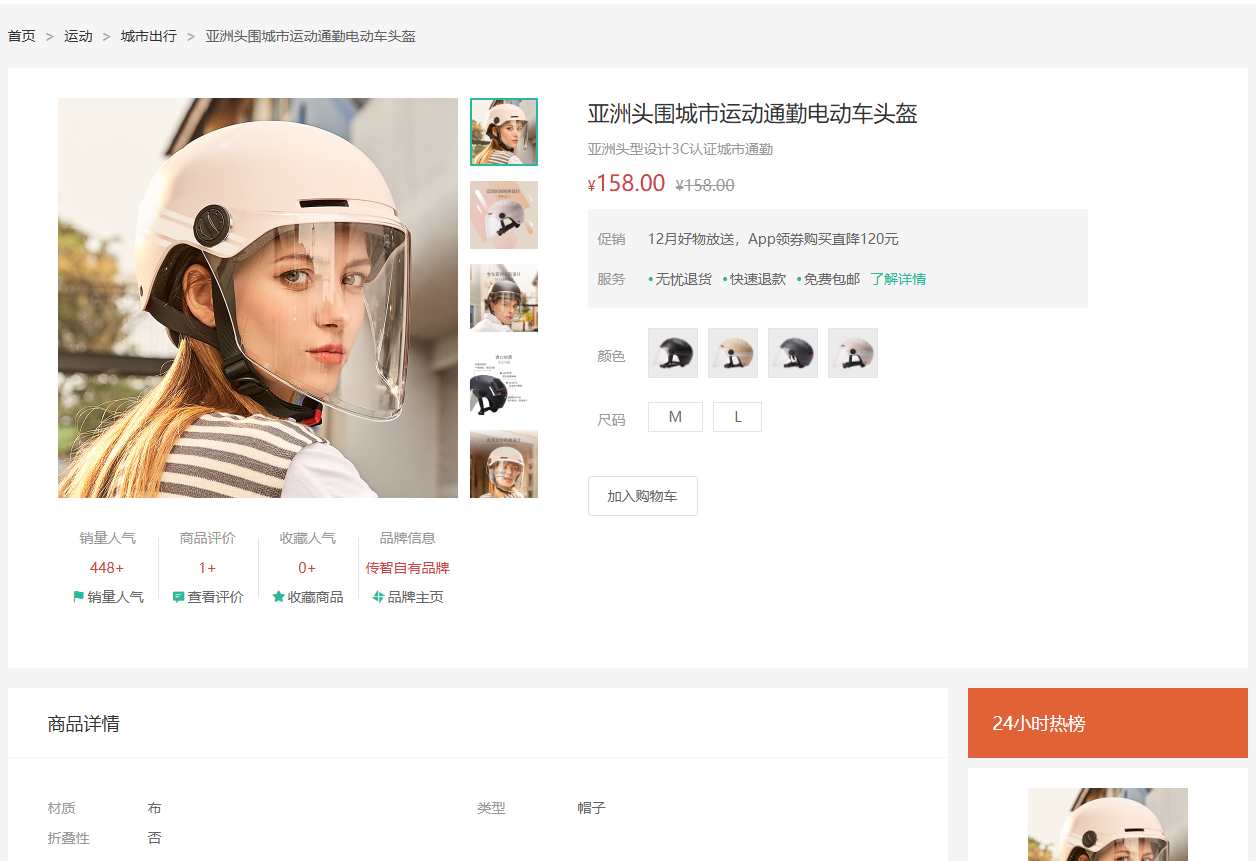 首页 > 运动 > 城市出行 > 亚洲头围城市运动通勤电动车头盔
亚洲头围城市运动通勤电动车头盔
亚洲头型设计3C认证城市通勤
¥158.00 ¥158.00
促销 12月好物放送，App领券购买直降120元
服务 •无忧退货 •快速退款 •免费包邮 了解详情
颜色
尺码 M L
加入购物车
销量人气 商品评价 收藏人气 品牌信息
448+ 1+ 0+ 传智自有品牌
销量人气 查看评价 收藏商品 品牌主页
商品详情
24小时热榜
材质 布 类型 帽子
折叠性 否